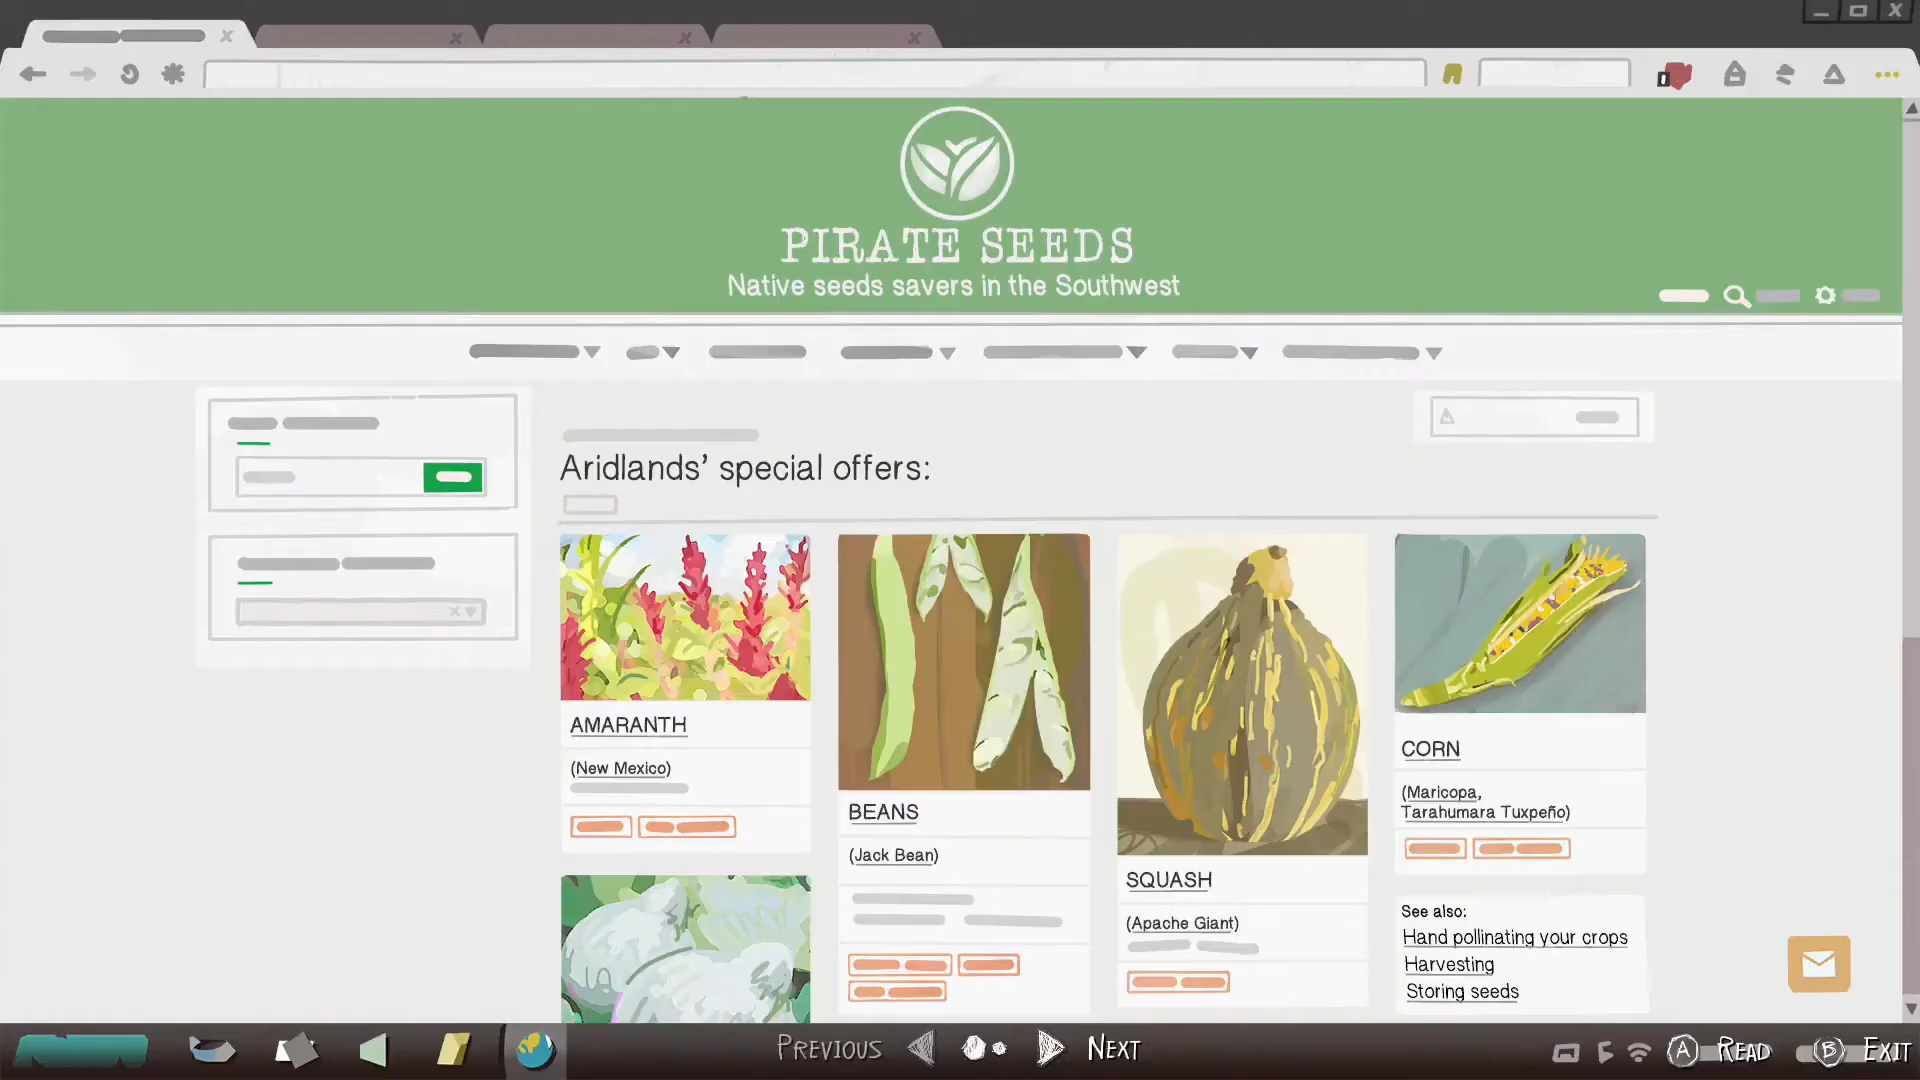 PIRATE SEEDS
Native seeds savers in the Southwest
Aridlands’ special offers:
AMARANTH
(New Mexico)
BEANS
(Jack Bean)
SQUASH
(Apache Giant)
CORN
(Maricopa,
Tarahumara Tuxpeño)
See also:
Hand pollinating your crops
Harvesting
Storing seeds
PREVIOUS
NEXT
A READ
B EXIT